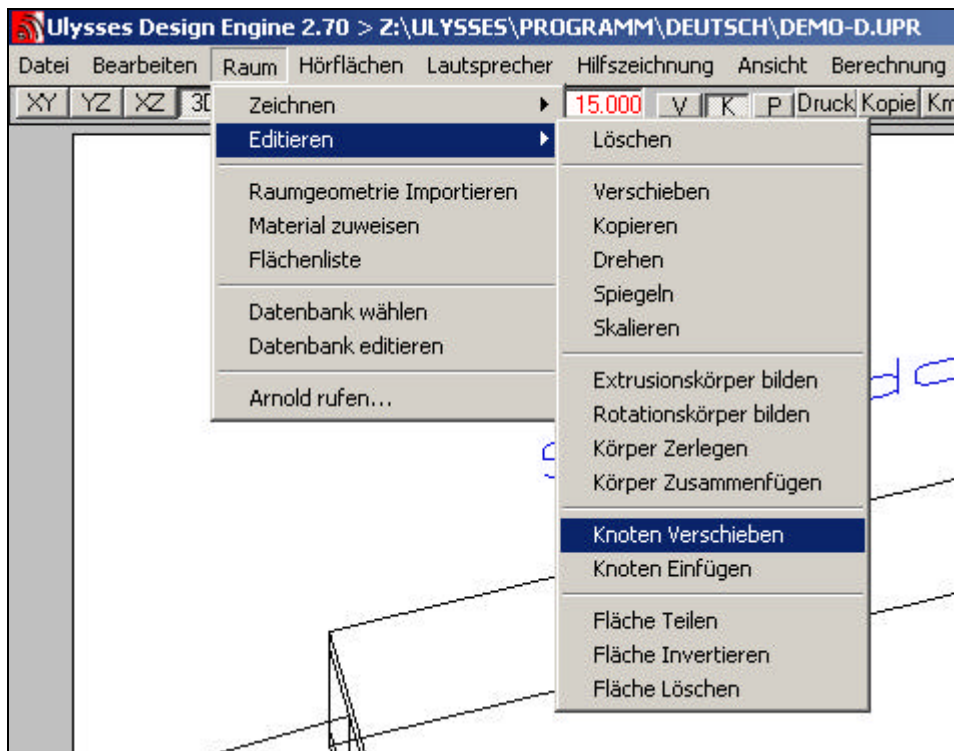 Ulysses Design Engine 2.70 > Z:\ULYSSES\PROGRAMM\DEUTSCH\DEMO-D.UPR
Datei Bearbeiten Raum Hörflächen Lautsprecher Hilfszeichnung Ansicht Berechnung
XY YZ XZ 3D 15.000 V K P Druck Kopie
Zeichnen
Editieren
Raumgeometrie Importieren
Material zuweisen
Flächenliste
Datenbank wählen
Datenbank editieren
Arnold rufen...
Löschen
Verschieben
Kopieren
Drehen
Spiegeln
Skalieren
Extrusionskörper bilden
Rotationskörper bilden
Körper Zerlegen
Körper Zusammenfügen
Knoten Verschieben
Knoten Einfügen
Fläche Teilen
Fläche Invertieren
Fläche Löschen